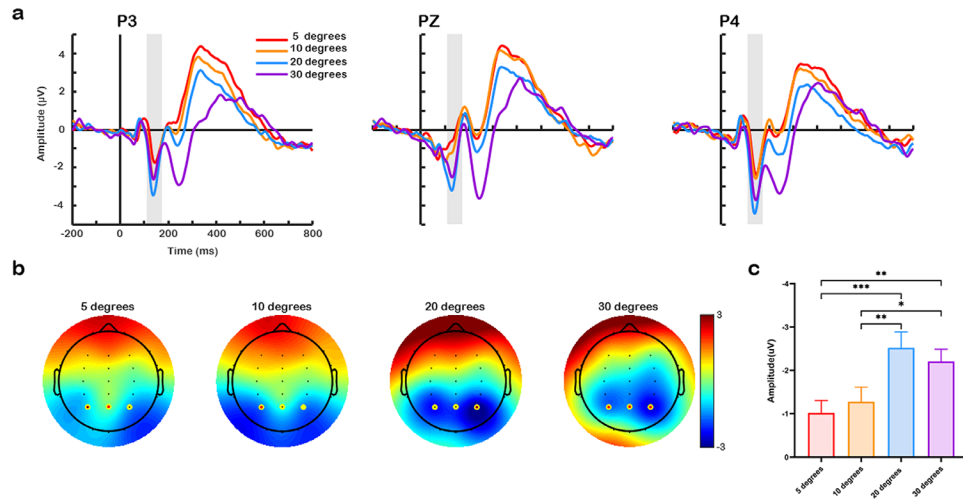 a
P3
PZ
P4
5 degrees
10 degrees
20 degrees
30 degrees
Amplitude (μV)
4
2
0
-2
-4
-200 0 200 400 600 800
Time (ms)
b
5 degrees
10 degrees
20 degrees
30 degrees
3
-3
c
**
***
*
**
Amplitude(uV)
-4
-3
-2
-1
0
5 degrees
10 degrees
20 degrees
30 degrees